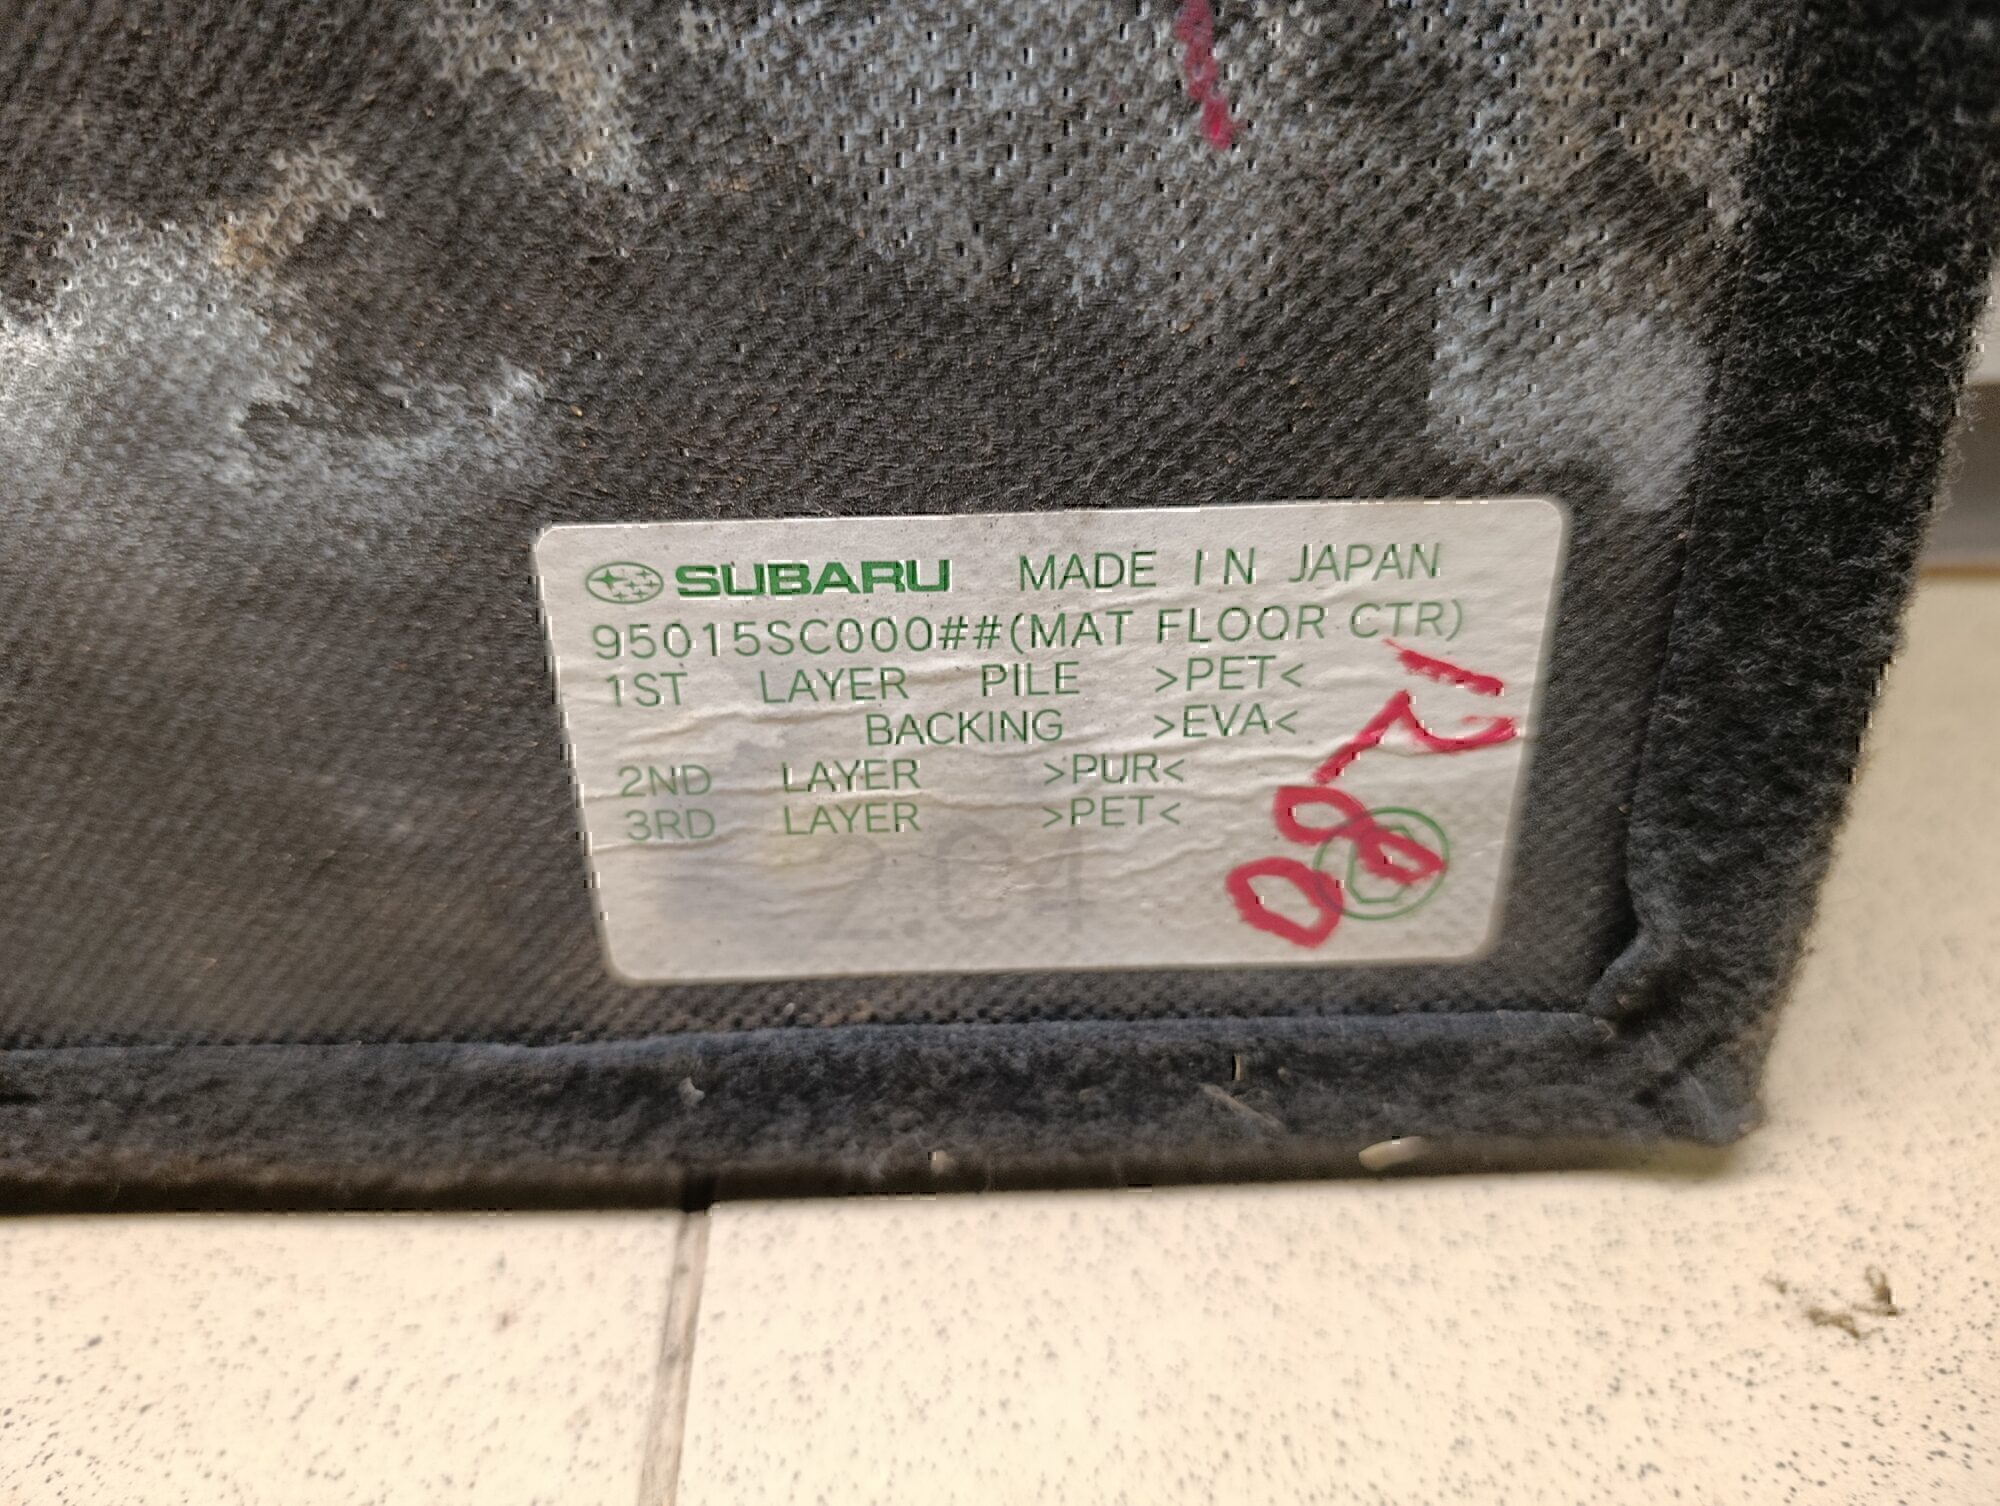 SUBARU MADE IN JAPAN
95015SC000##(MAT FLOOR CTR)
1ST LAYER PILE >PET<
BACKING >EVA<
2ND LAYER >PUR<
3RD LAYER >PET<